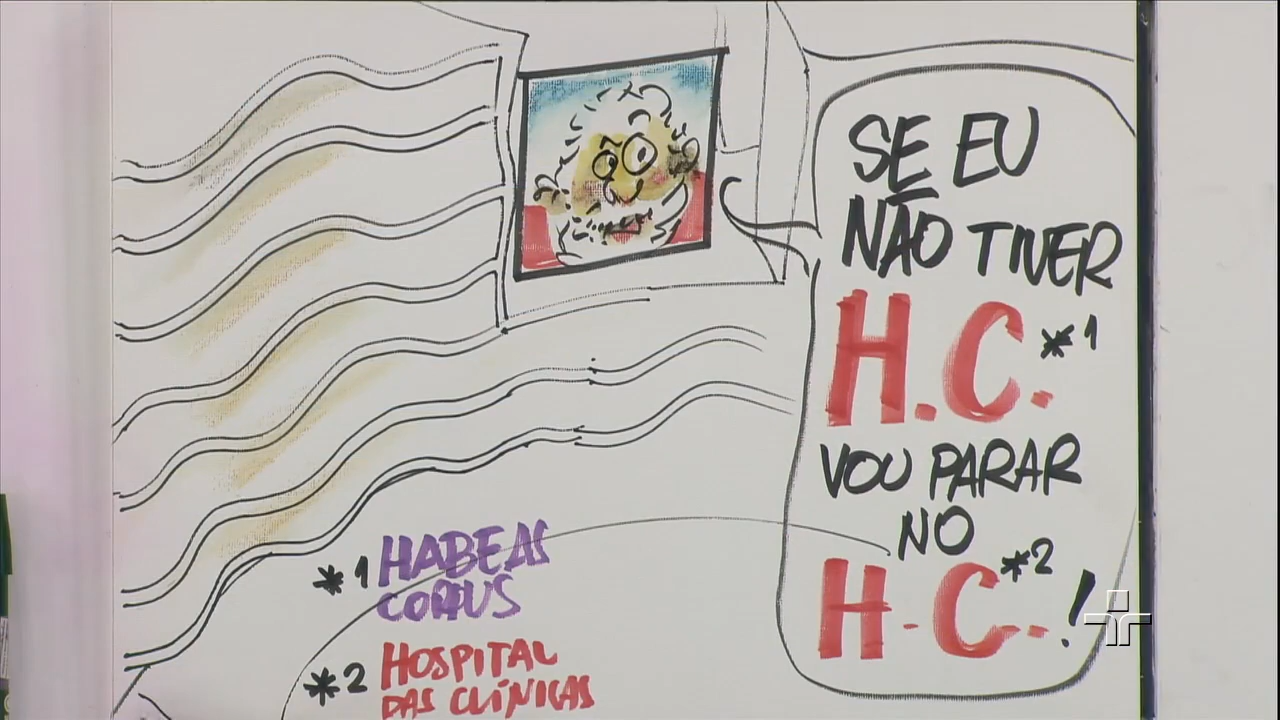 SE EU
NÃO TIVER
H.C.*1
VOU PARAR
NO
H.C.*2!
*1 HABEAS
CORPUS
*2 HOSPITAL
DAS CLÍNICAS